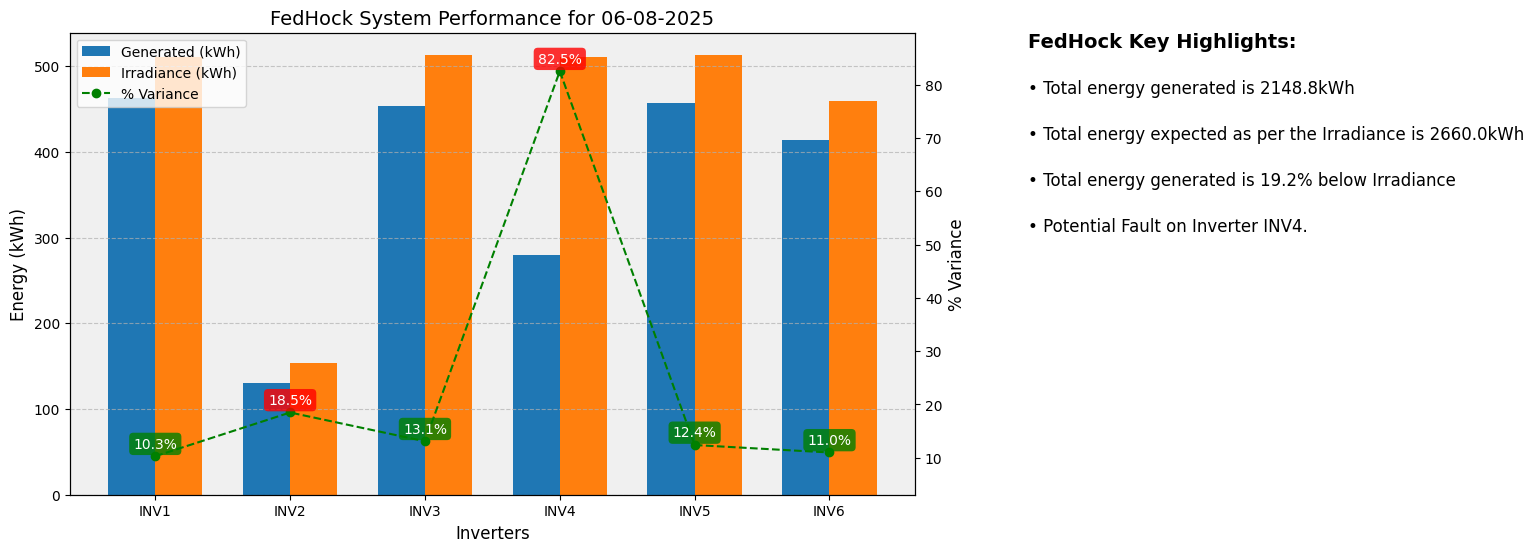 FedHock System Performance for 06-08-2025
Generated (kWh)
Irradiance (kWh)
% Variance
Energy (kWh)
500
400
300
200
100
0
10.3%
18.5%
13.1%
82.5%
12.4%
11.0%
80
70
60
50
40
30
20
10
% Variance
INV1
INV2
INV3
INV4
INV5
INV6
Inverters
FedHock Key Highlights:
• Total energy generated is 2148.8kWh
• Total energy expected as per the Irradiance is 2660.0kWh
• Total energy generated is 19.2% below Irradiance
• Potential Fault on Inverter INV4.